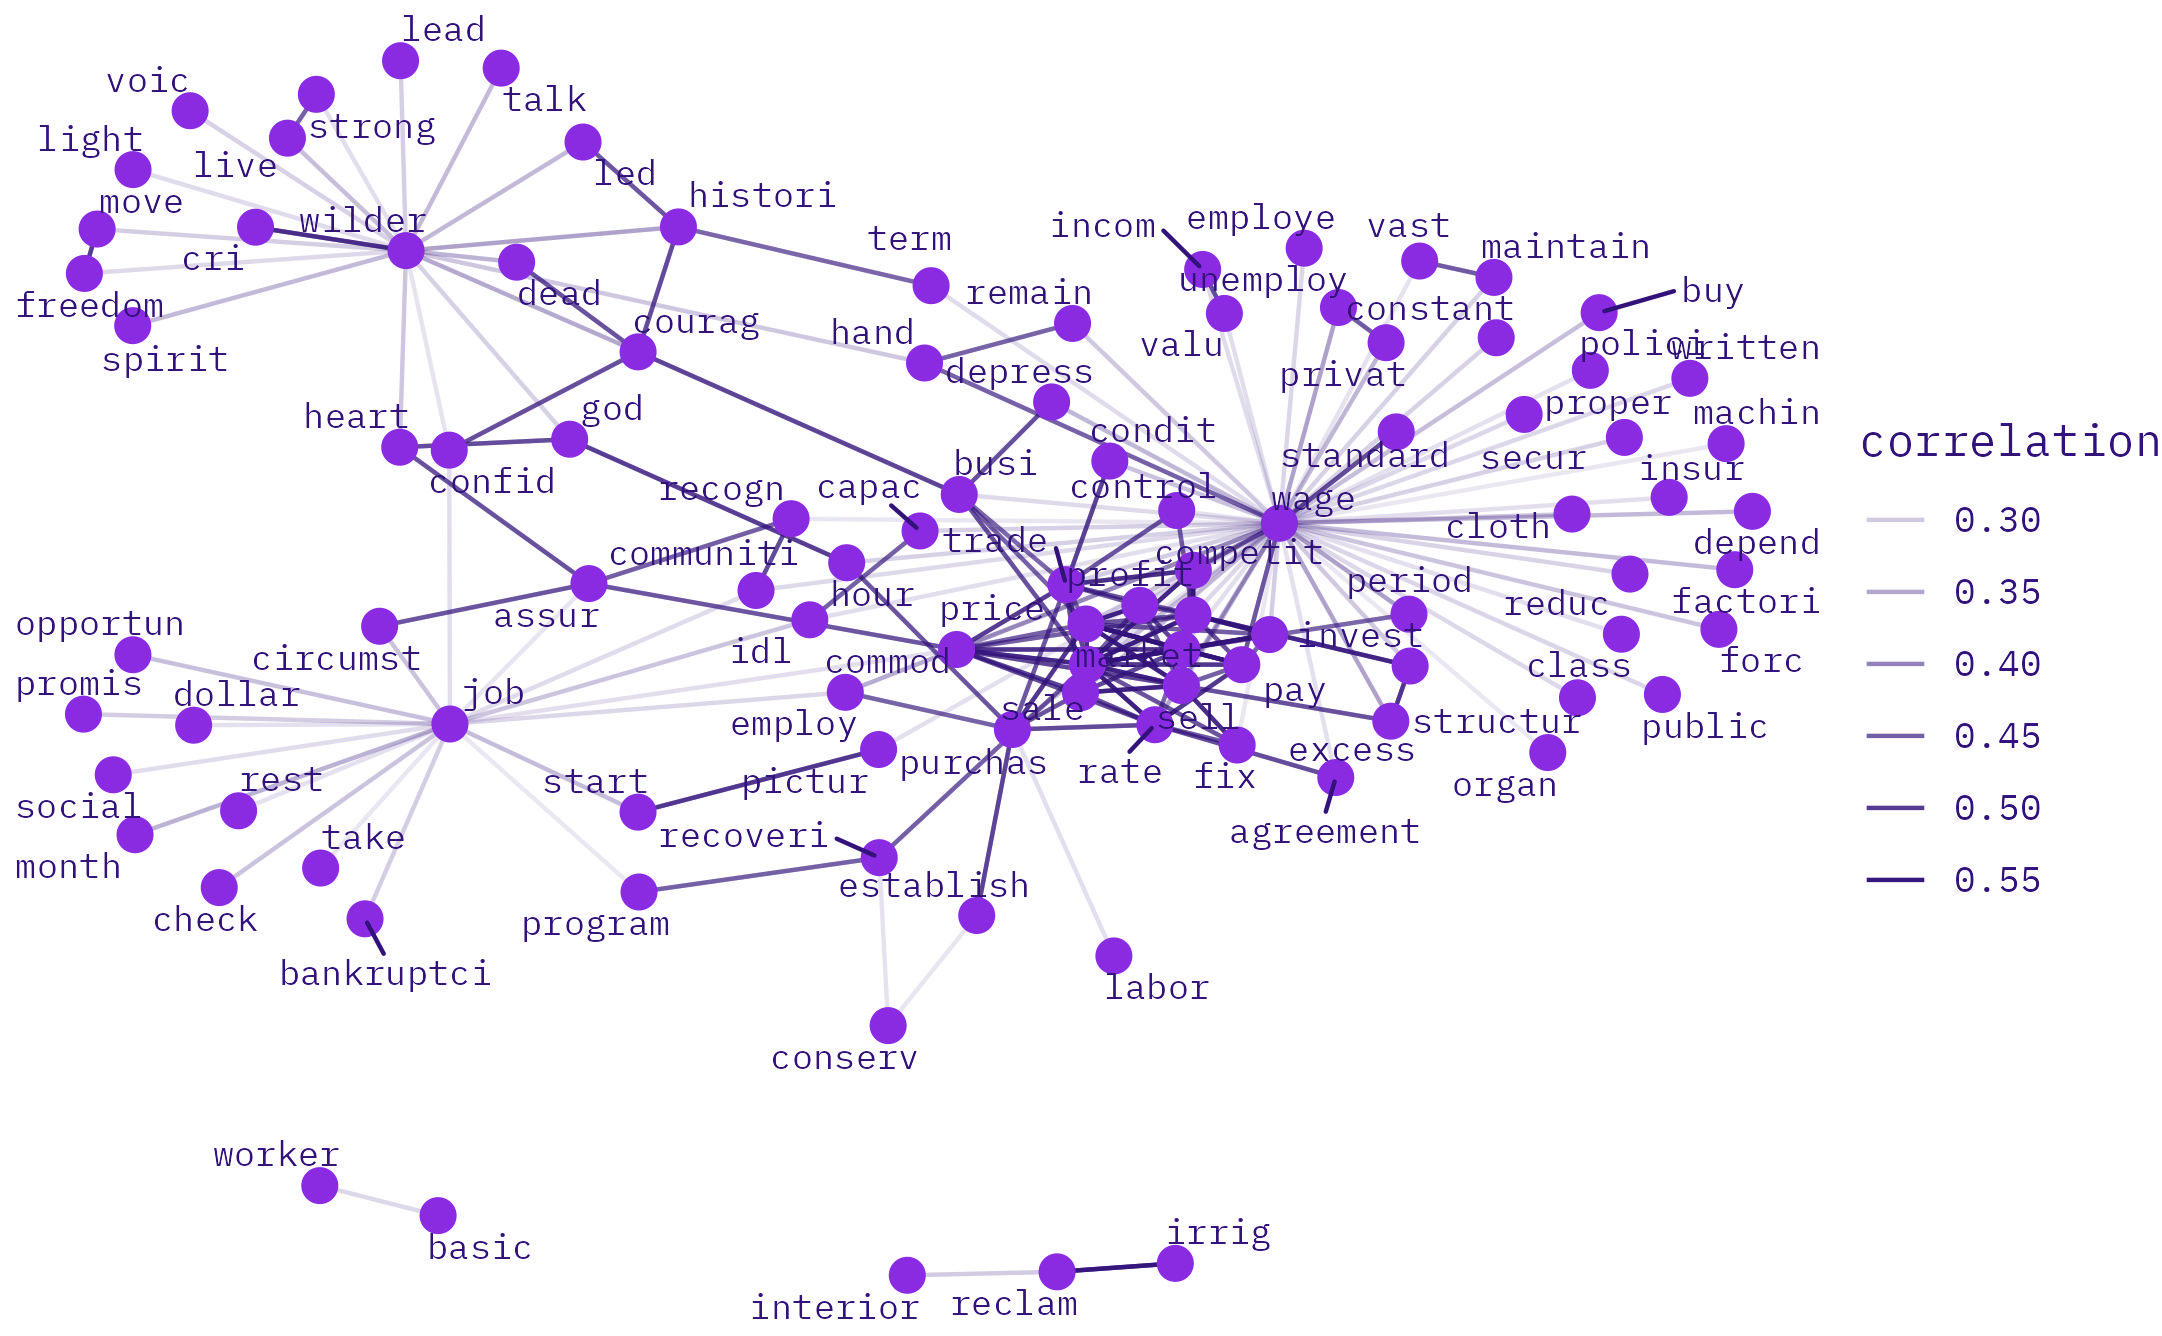 lead
voic
talk
strong
light
live
led
move
histori
wilder
cri
term
dead
freedom
spirit
courag
remain
hand
incom
employe
vast
maintain
unemploy
buy
constant
valu
polici
written
privat
depress
heart
god
condit
proper
machin
confid
busi
standard
secur
insur
recogn
capac
control
wage
trade
cloth
communiti
competit
depend
profit
period
hour
price
reduc
factori
opportun
assur
invest
circumst
idl
commod
market
class
forc
promis
dollar
job
pay
employ
sale
sell
structur
public
rest
start
pictur
purchas
rate
fix
excess
organ
social
take
recoveri
agreement
month
establish
check
program
bankruptci
labor
conserv
worker
basic
irrig
interior
reclam
correlation
0.30
0.35
0.40
0.45
0.50
0.55